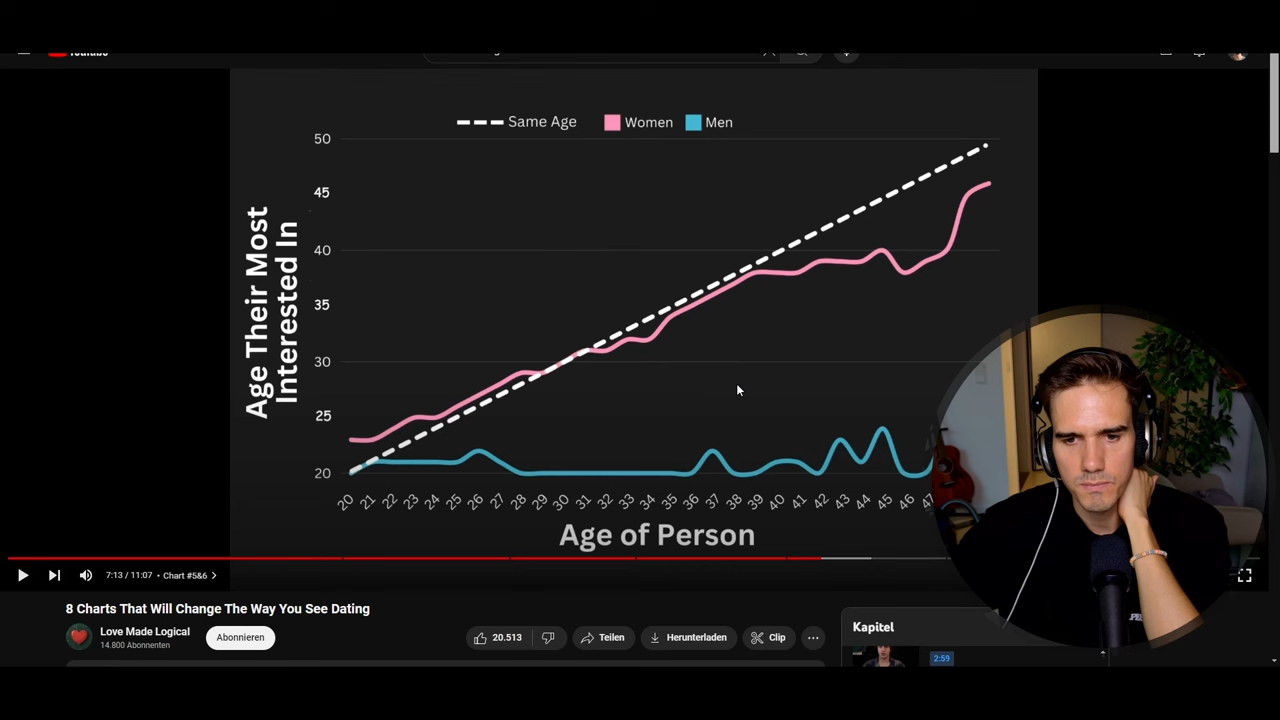 Same Age Women Men
50
45
40
35
30
25
20
Age Their Most
Interested In
20 21 22 23 24 25 26 27 28 29 30 31 32 33 34 35 36 37 38 39 40 41 42 43 44 45 46 47
Age of Person
7:13 / 11:07 • Chart #5&6
8 Charts That Will Change The Way You See Dating
Love Made Logical
14.800 Abonnenten
Abonnieren
20.513
Teilen
Herunterladen
Clip
Kapitel
2:59